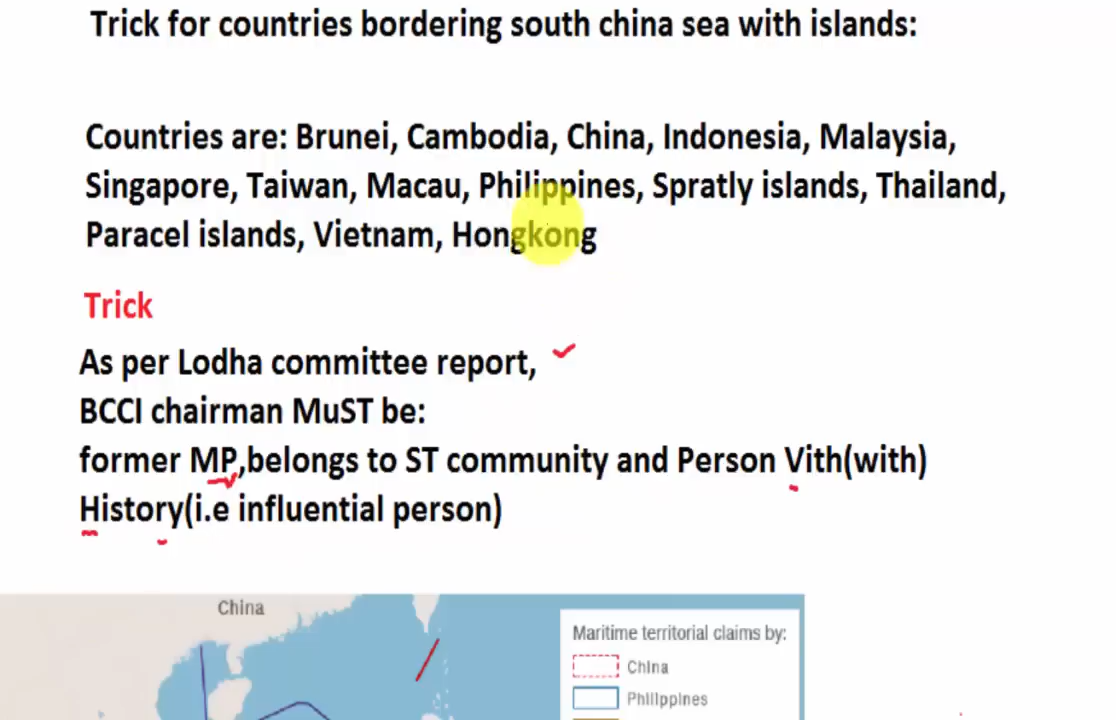 Trick for countries bordering south china sea with islands:
Countries are: Brunei, Cambodia, China, Indonesia, Malaysia,
Singapore, Taiwan, Macau, Philippines, Spratly islands, Thailand,
Paracel islands, Vietnam, Hongkong
Trick
As per Lodha committee report,
BCCI chairman MuST be:
former MP,belongs to ST community and Person Vith(with)
History(i.e influential person)
China
Maritime territorial claims by:
China
Philippines